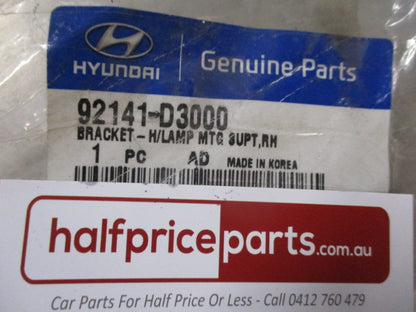 HYUNDAI
Genuine Parts
92141-D3000
BRACKET-H/LAMP MTG SUPT,RH
1 PC AD MADE IN KOREA
halfpriceparts.com.au
Car Parts For Half Price Or Less - Call 0412 760 479